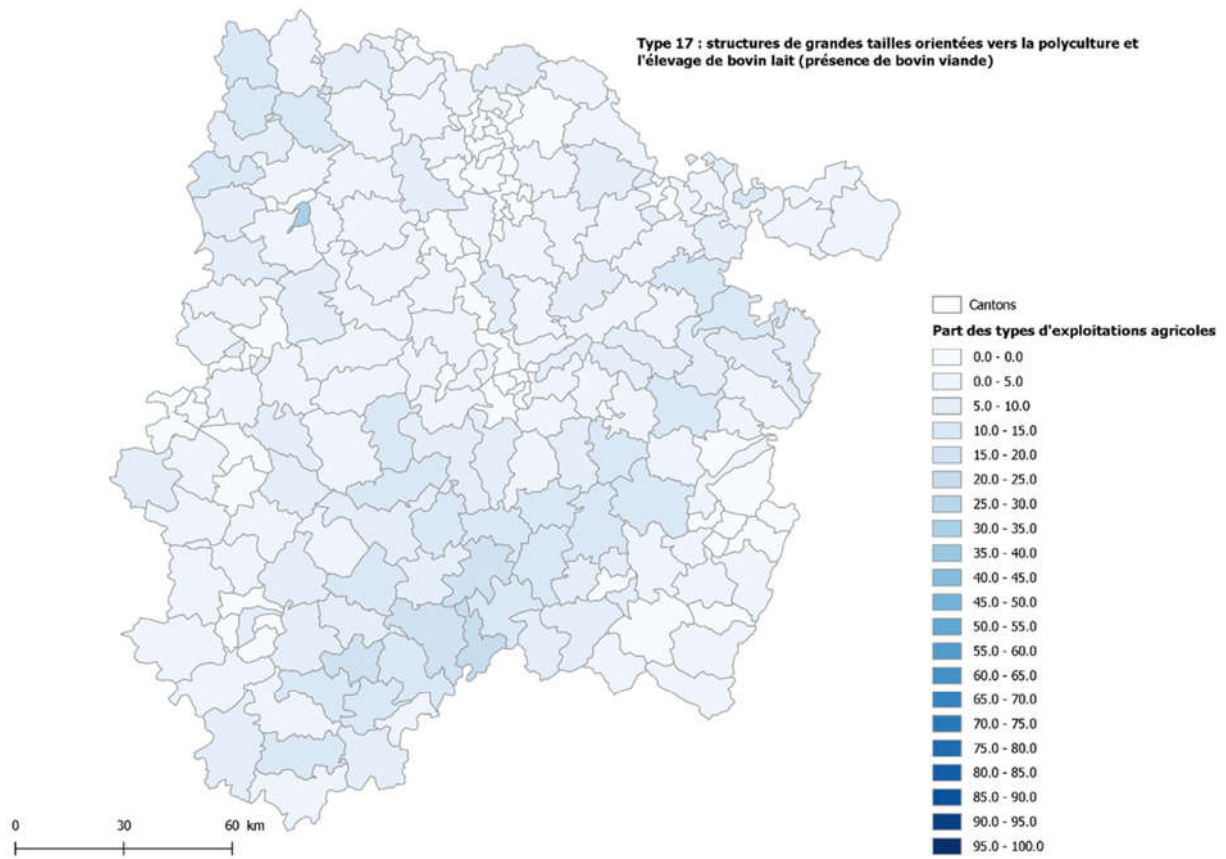 Type 17 : structures de grandes tailles orientées vers la polyculture et
l'élevage de bovin lait (présence de bovin viande)
Cantons
Part des types d'exploitations agricoles
0.0 - 0.0
0.0 - 5.0
5.0 - 10.0
10.0 - 15.0
15.0 - 20.0
20.0 - 25.0
25.0 - 30.0
30.0 - 35.0
35.0 - 40.0
40.0 - 45.0
45.0 - 50.0
50.0 - 55.0
55.0 - 60.0
60.0 - 65.0
65.0 - 70.0
70.0 - 75.0
75.0 - 80.0
80.0 - 85.0
85.0 - 90.0
90.0 - 95.0
95.0 - 100.0
0 30 60 km